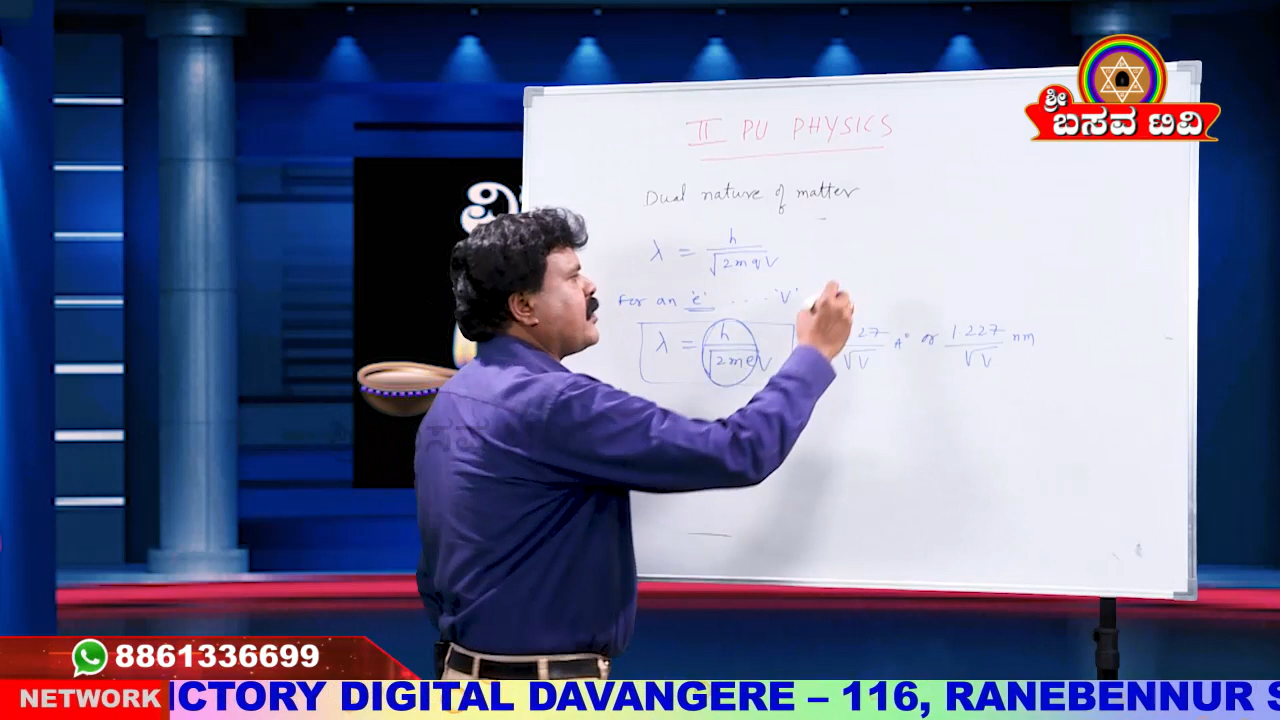 ಶ್ರೀ
ಬಸವ ಟಿವಿ
II PU PHYSICS
Dual nature of matter
λ = h / √2mqV
For an 'e' .... 'V'
λ = h / √2meV 27 / √V A° or 1.227 / √V nm
8861336699
NETWORK ICTORY DIGITAL DAVANGERE – 116, RANEBENNUR S